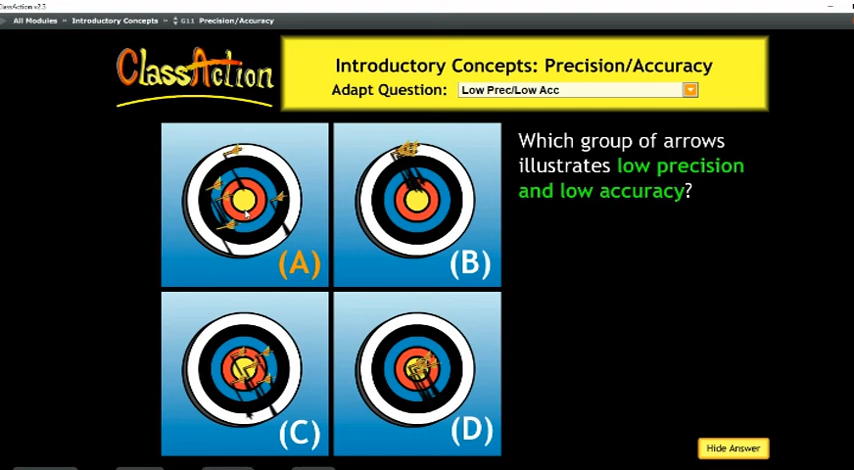 ClassAction v2.3
All Modules » Introductory Concepts » G11 Precision/Accuracy
ClassAction
Introductory Concepts: Precision/Accuracy
Adapt Question: Low Prec/Low Acc
Which group of arrows
illustrates low precision
and low accuracy?
(A)
(B)
(C)
(D)
Hide Answer